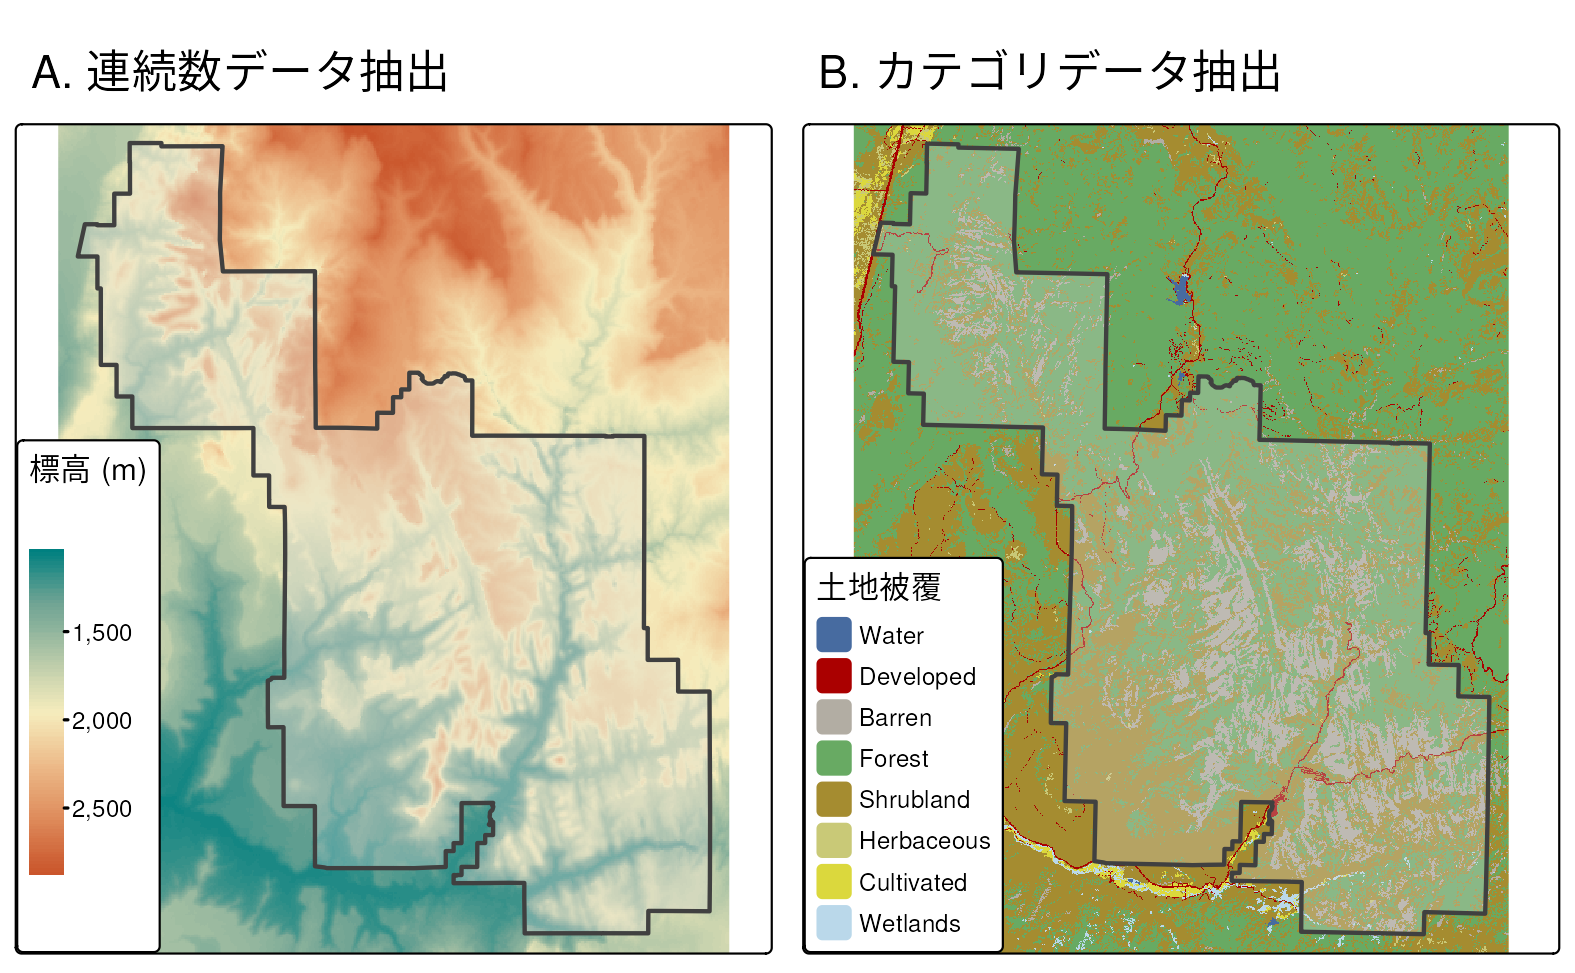 A. 連続数データ抽出
標高 (m)
1,500
2,000
2,500
B. カテゴリデータ抽出
土地被覆
Water
Developed
Barren
Forest
Shrubland
Herbaceous
Cultivated
Wetlands